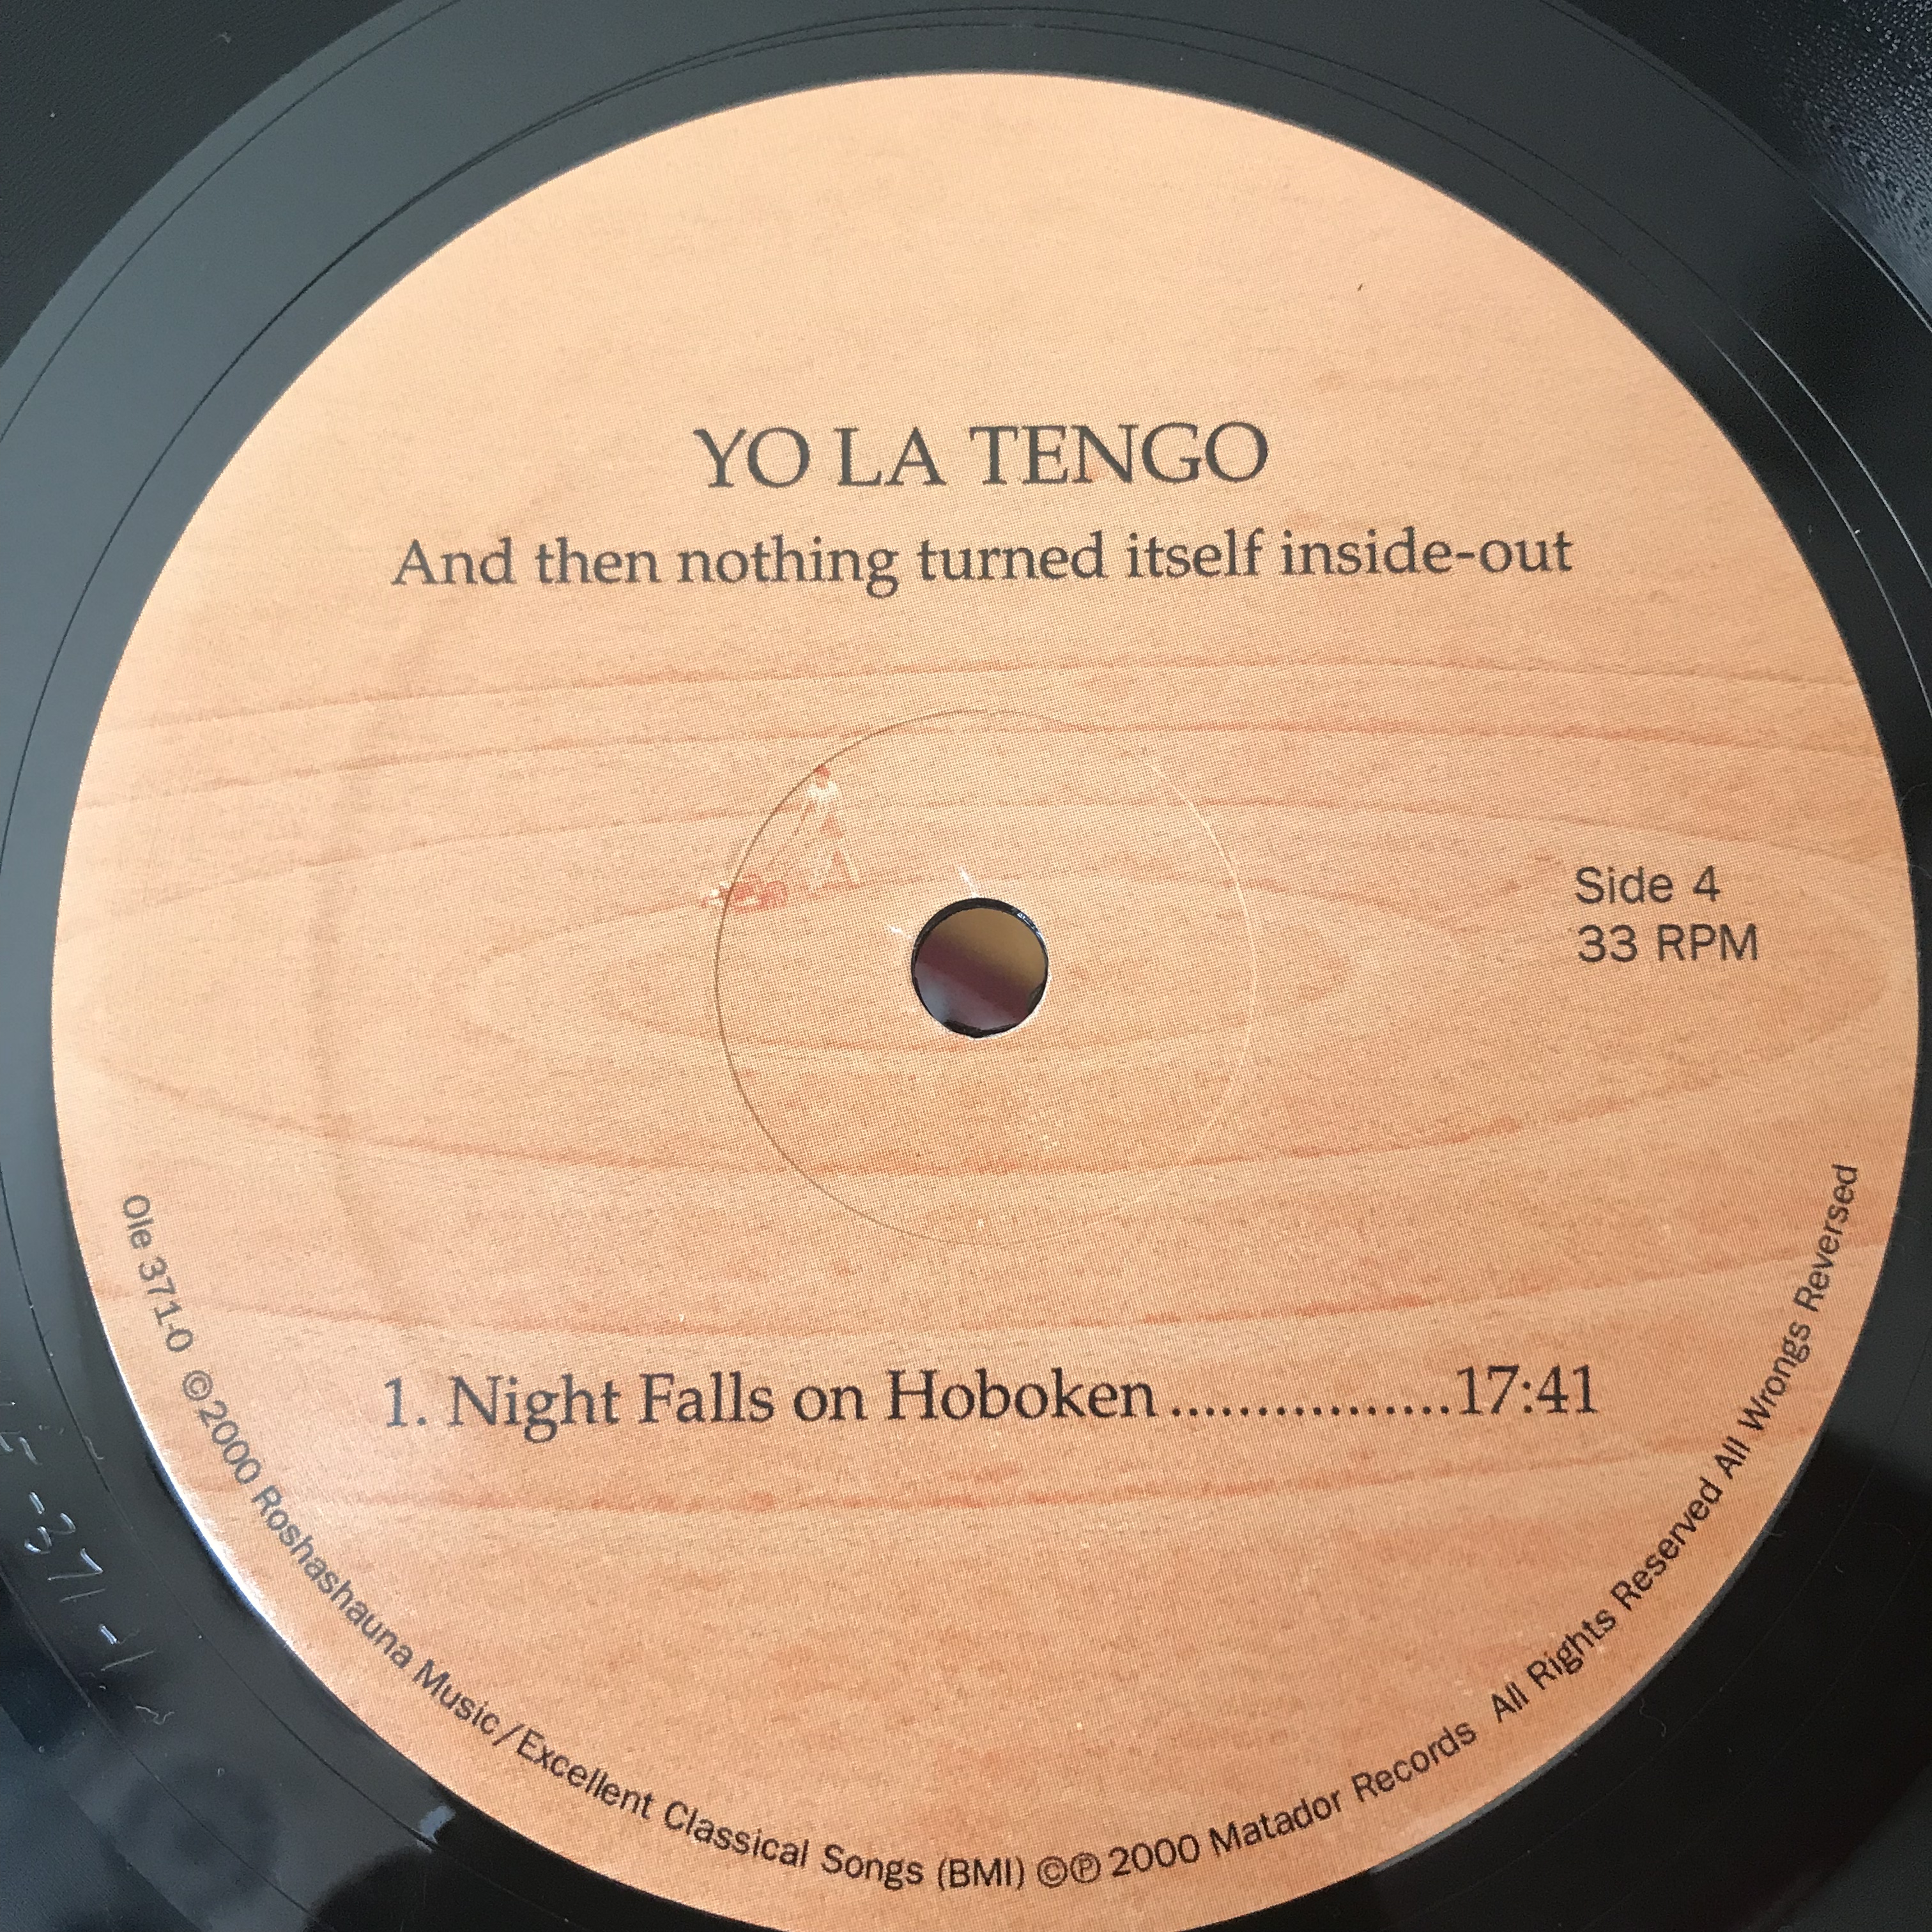 YO LA TENGO
And then nothing turned itself inside-out
Side 4
33 RPM
1. Night Falls on Hoboken................17:41
Ole 371-0 ©2000 Roshashauna Music/Excellent Classical Songs (BMI) ©℗ 2000 Matador Records All Rights Reserved All Wrongs Reversed
-371-1